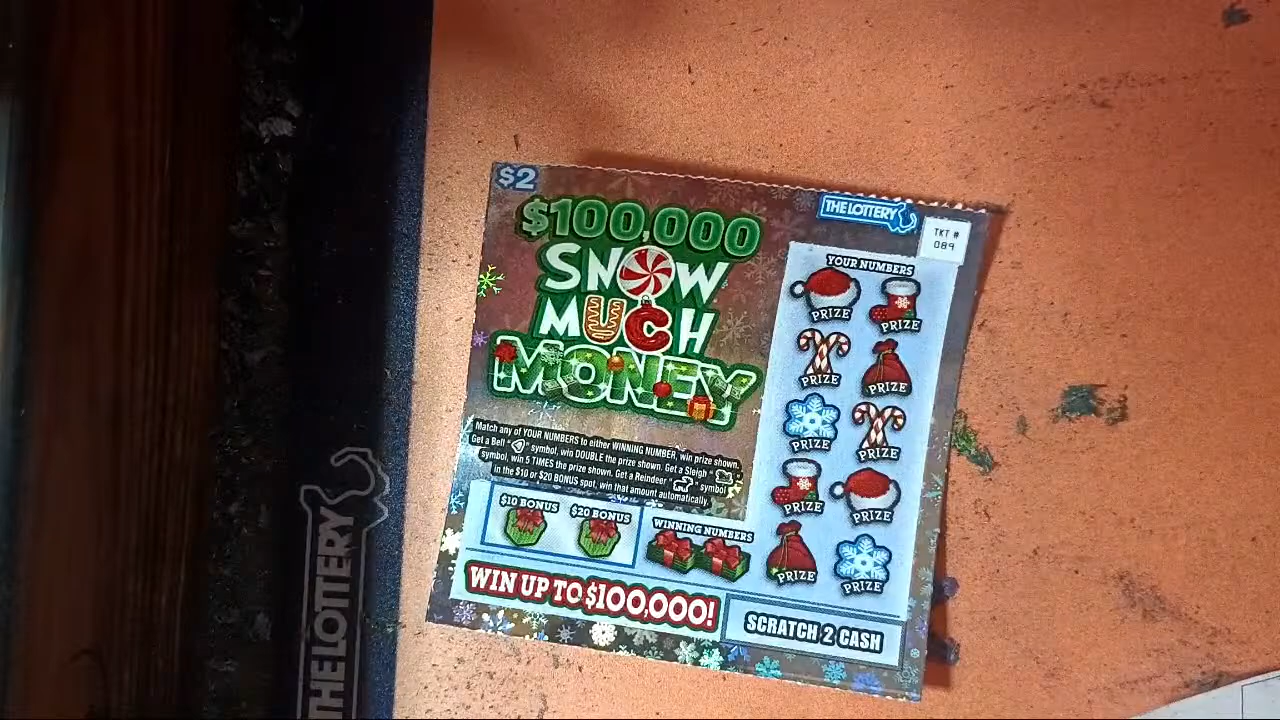 $2
THE LOTTERY
TKT #
089
$100,000
SNOW
MUCH
MONEY
YOUR NUMBERS
PRIZE PRIZE
PRIZE PRIZE
PRIZE PRIZE
PRIZE PRIZE
PRIZE PRIZE
Match any of YOUR NUMBERS to either WINNING NUMBER, win prize shown.
Get a Bell " " symbol, win DOUBLE the prize shown. Get a Sleigh " "
symbol, win 5 TIMES the prize shown. Get a Reindeer " " symbol
in the $10 or $20 BONUS spot, win that amount automatically.
$10 BONUS $20 BONUS
WINNING NUMBERS
WIN UP TO $100,000!
SCRATCH 2 CASH
THE LOTTERY